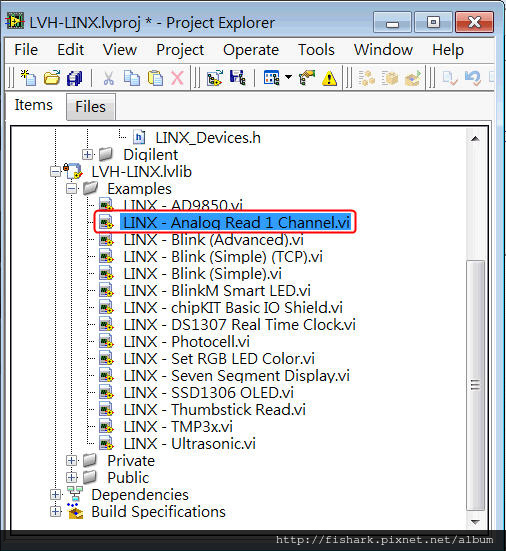 LVH-LINX.lvproj * - Project Explorer
File Edit View Project Operate Tools Window Help
Items Files
LINX_Devices.h
Digilent
LVH-LINX.lvlib
Examples
LINX - AD9850.vi
LINX - Analog Read 1 Channel.vi
LINX - Blink (Advanced).vi
LINX - Blink (Simple) (TCP).vi
LINX - Blink (Simple).vi
LINX - BlinkM Smart LED.vi
LINX - chipKIT Basic IO Shield.vi
LINX - DS1307 Real Time Clock.vi
LINX - Photocell.vi
LINX - Set RGB LED Color.vi
LINX - Seven Segment Display.vi
LINX - SSD1306 OLED.vi
LINX - Thumbstick Read.vi
LINX - TMP3x.vi
LINX - Ultrasonic.vi
Private
Public
Dependencies
Build Specifications
http://fishark.pixnet.net/album